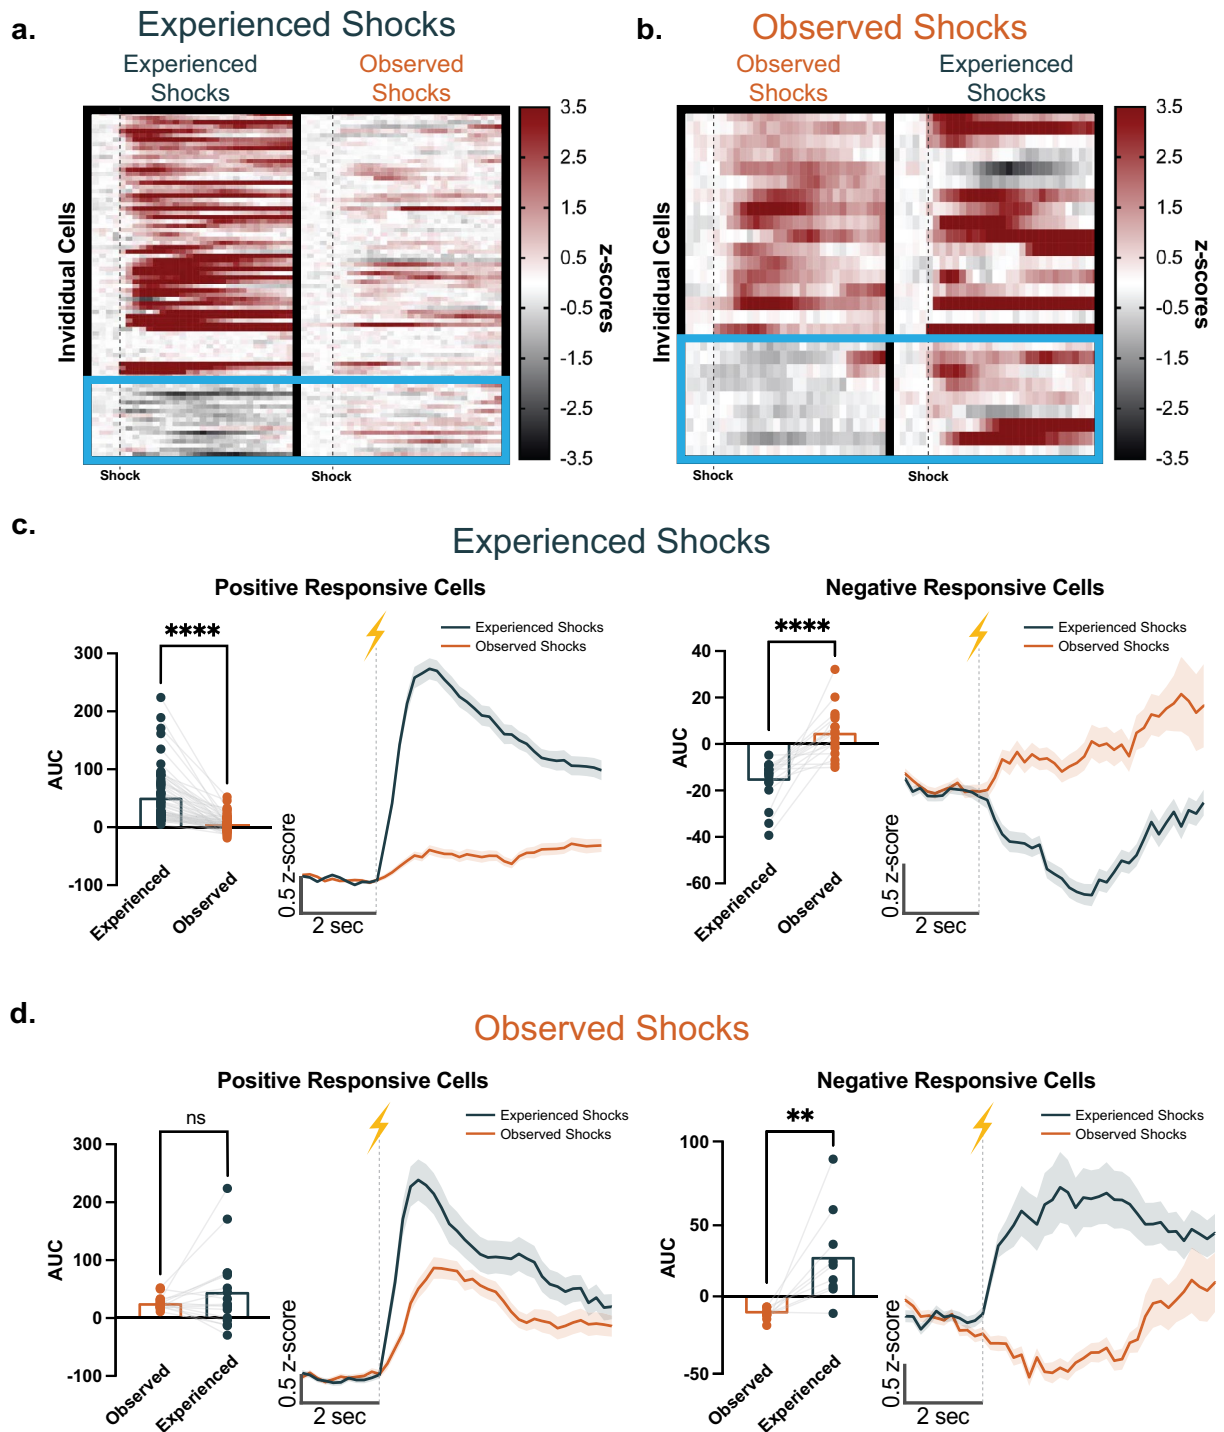 a.
Experienced Shocks
Experienced
Shocks
Observed
Shocks
Invididual Cells
3.5
2.5
1.5
-0.5
-1.5
-2.5
-3.5
z-scores
Shock
Shock
b.
Observed Shocks
Observed
Shocks
Experienced
Shocks
Invididual Cells
3.5
2.5
1.5
-0.5
-1.5
-2.5
-3.5
z-scores
Shock
Shock
c.
Experienced Shocks
Positive Responsive Cells
****
300
200
100
0
-100
AUC
Experienced
Observed
Experienced Shocks
Observed Shocks
0.5 z-score
2 sec
Negative Responsive Cells
****
40
20
0
-20
-40
-60
AUC
Experienced
Observed
Experienced Shocks
Observed Shocks
0.5 z-score
2 sec
d.
Observed Shocks
Positive Responsive Cells
ns
300
200
100
0
-100
AUC
Observed
Experienced
Experienced Shocks
Observed Shocks
0.5 z-score
2 sec
Negative Responsive Cells
**
100
50
0
-50
AUC
Observed
Experienced
Experienced Shocks
Observed Shocks
0.5 z-score
2 sec